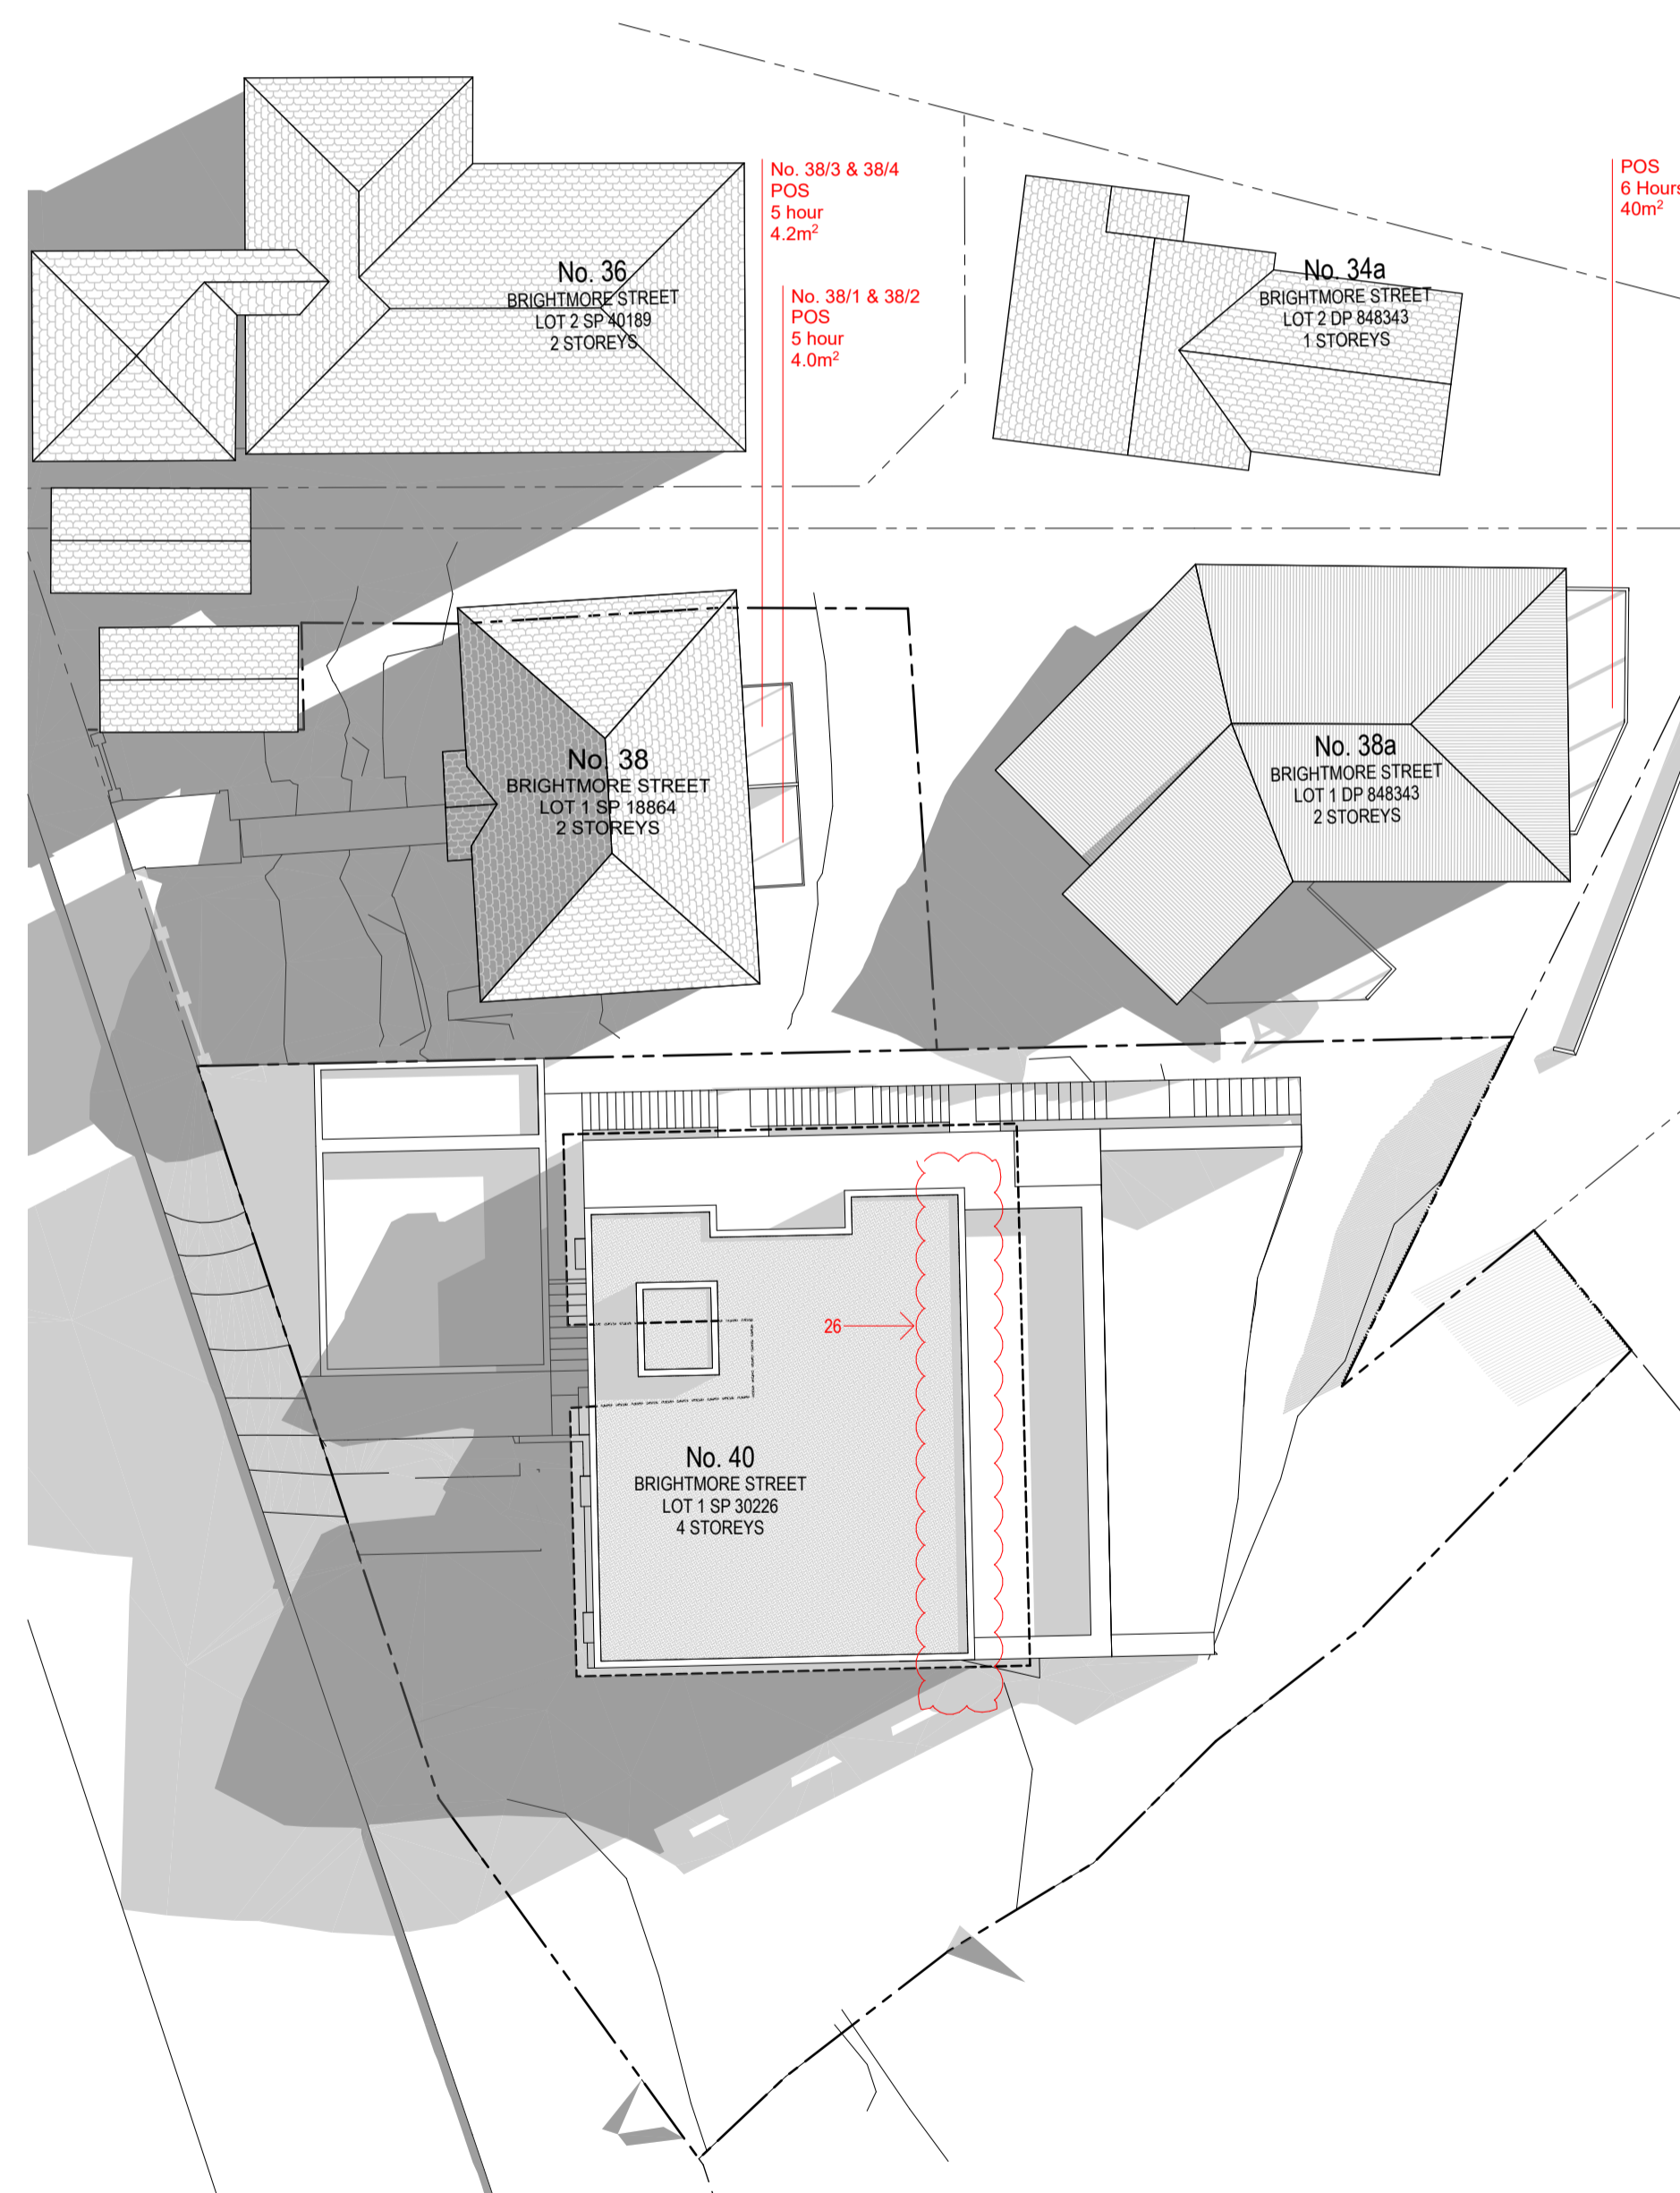 No. 38/3 & 38/4
POS
5 hour
4.2m²
POS
6 Hours
40m²
No. 36
BRIGHTMORE STREET
LOT 2 SP 40189
2 STOREYS
No. 34a
BRIGHTMORE STREET
LOT 2 DP 848343
1 STOREYS
No. 38/1 & 38/2
POS
5 hour
4.0m²
No. 38
BRIGHTMORE STREET
LOT 1 SP 18864
2 STOREYS
No. 38a
BRIGHTMORE STREET
LOT 1 DP 848343
2 STOREYS
26
No. 40
BRIGHTMORE STREET
LOT 1 SP 30226
4 STOREYS